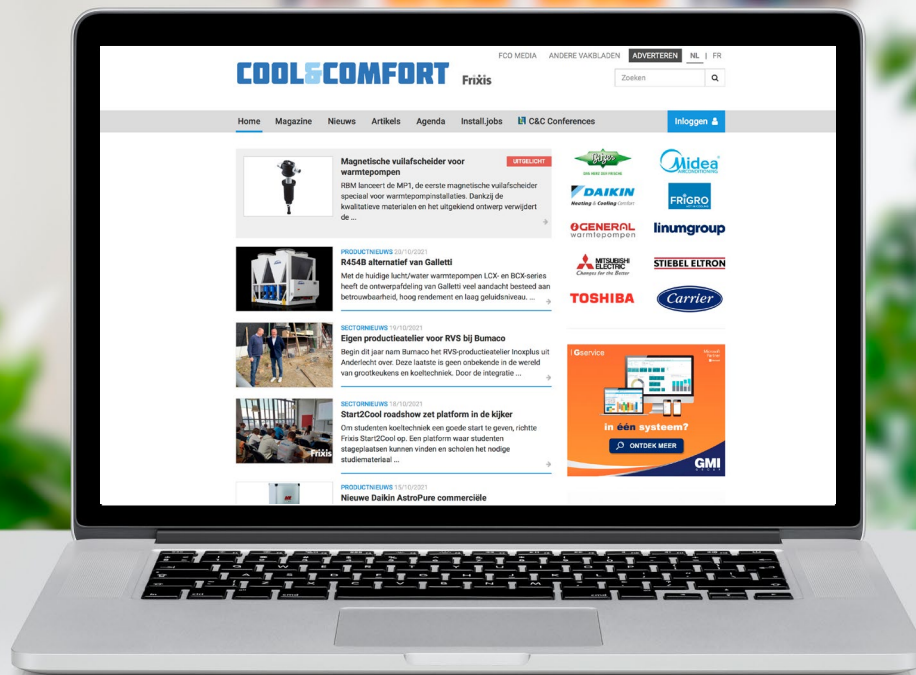 FCO MEDIA ANDERE VAKBLADEN ADVERTEREN NL | FR
COOL&COMFORT Frixis
Zoeken
Home Magazine Nieuws Artikels Agenda Install.jobs C&C Conferences Inloggen
Magnetische vuilafscheider voor
warmtepompen
UITGELICHT
RBM lanceert de MP1, de eerste magnetische vuilafscheider
speciaal voor warmtepompinstallaties. Dankzij de
kwalitatieve materialen en het uitgekiend ontwerp verwijdert
de ...
PRODUCTNIEUWS 20/10/2021
R454B alternatief van Galletti
Met de huidige lucht/water warmtepompen LCX- en BCX-series
heeft de ontwerpafdeling van Galletti veel aandacht besteed aan
betrouwbaarheid, hoog rendement en laag geluidsniveau. ...
SECTORNIEUWS 19/10/2021
Eigen productieatelier voor RVS bij Bumaco
Begin dit jaar nam Bumaco het RVS-productieatelier Inoxplus uit
Anderlecht over. Deze laatste is geen onbekende in de wereld
van grootkeukens en koeltechniek. Door de integratie ...
Frixis
SECTORNIEUWS 18/10/2021
Start2Cool roadshow zet platform in de kijker
Om studenten koeltechniek een goede start te geven, richtte
Frixis Start2Cool op. Een platform waar studenten
stageplaatsen kunnen vinden en scholen het nodige
studiemateriaal ...
PRODUCTNIEUWS 15/10/2021
Nieuwe Daikin AstroPure commerciële
Bitzer
Midea
AIRCONDITIONING
DAIKIN
Heating & Cooling Comfort
FRIGRO
GENERAL
warmtepompen
linumgroup
MITSUBISHI
ELECTRIC
Changes for the Better
STIEBEL ELTRON
TOSHIBA
Carrier
Gservice
Microsoft
Partner
in één systeem?
ONTDEK MEER
GMI